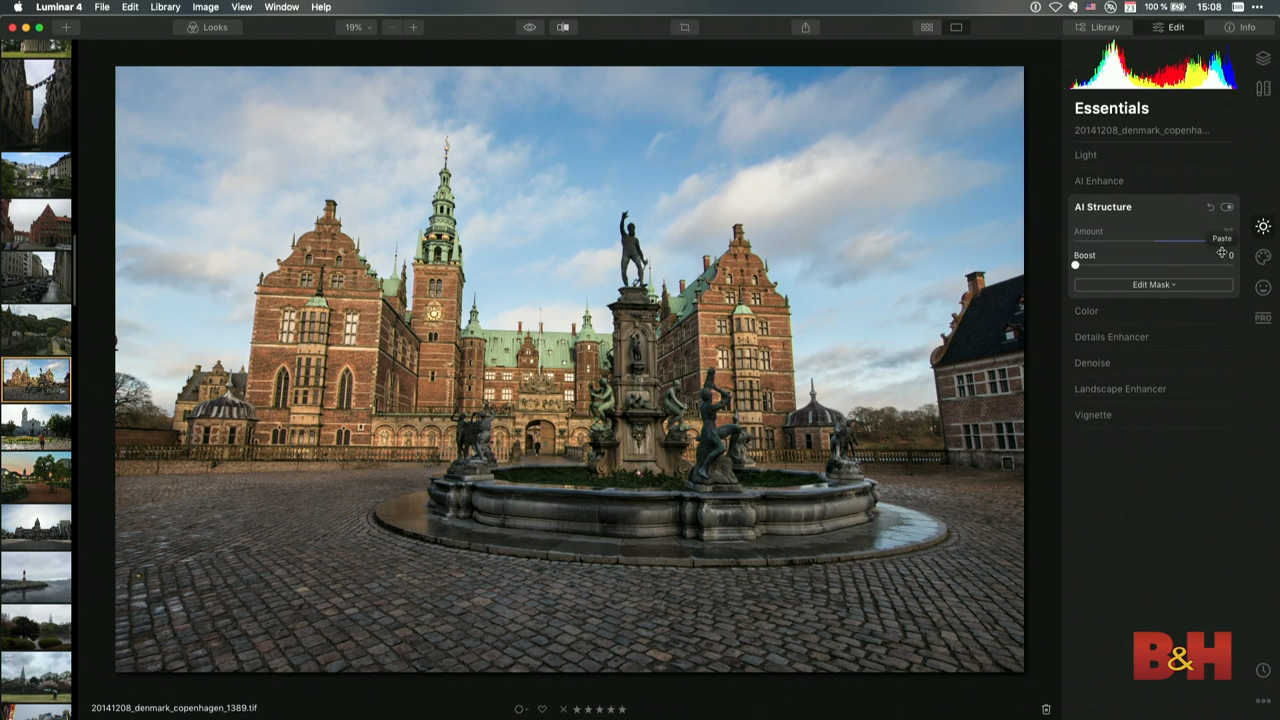 Luminar 4 File Edit Library Image View Window Help
100 % 15:08
Looks
19%
Library Edit Info
Essentials
20141208_denmark_copenha...
Light
AI Enhance
AI Structure
Amount
Paste
Boost 0
Edit Mask
Color
Details Enhancer
Denoise
Landscape Enhancer
Vignette
PRO
B&H
20141208_denmark_copenhagen_1389.tif